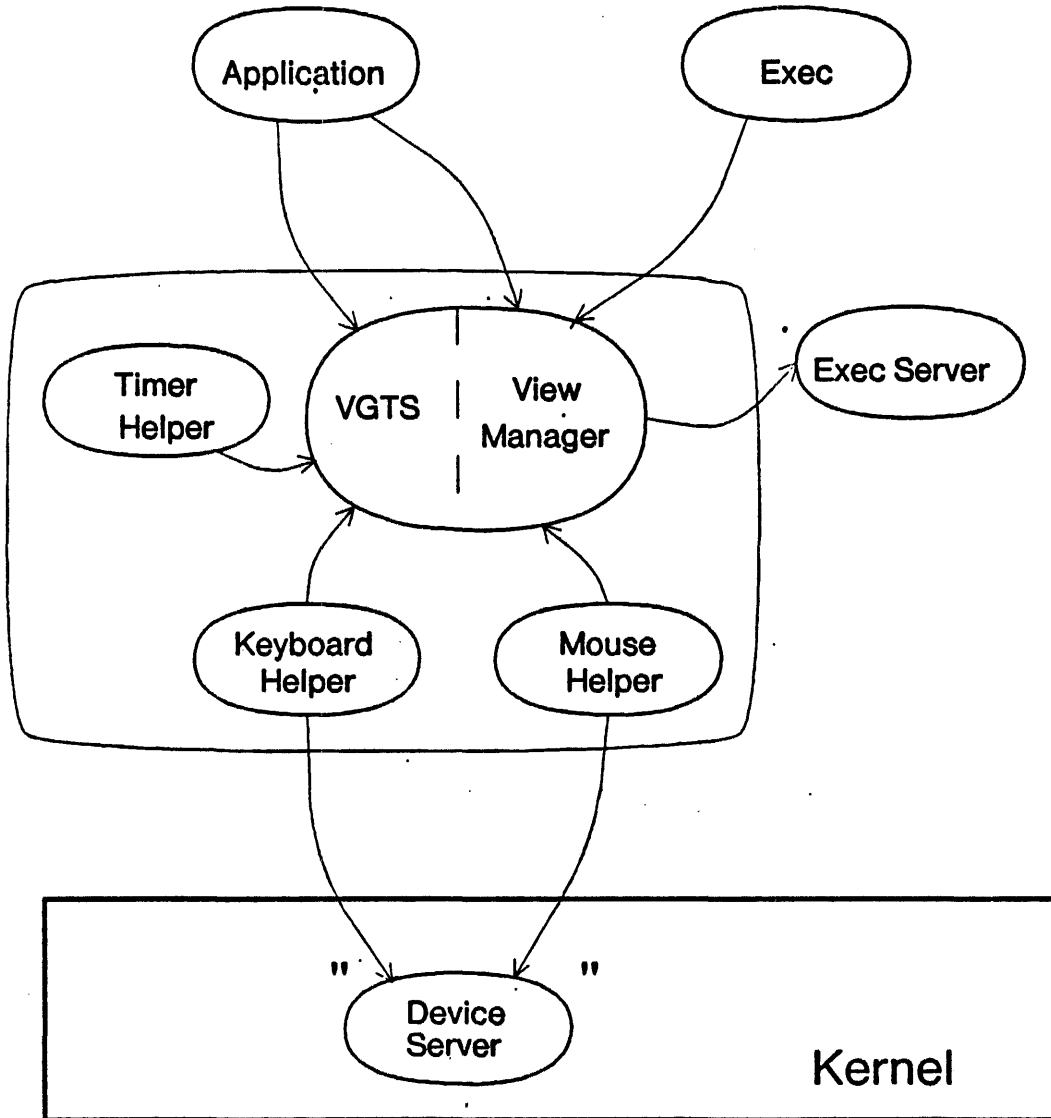 Application
Exec
Timer
Helper
VGTS
View
Manager
Exec Server
Keyboard
Helper
Mouse
Helper
" "
Device
Server
Kernel